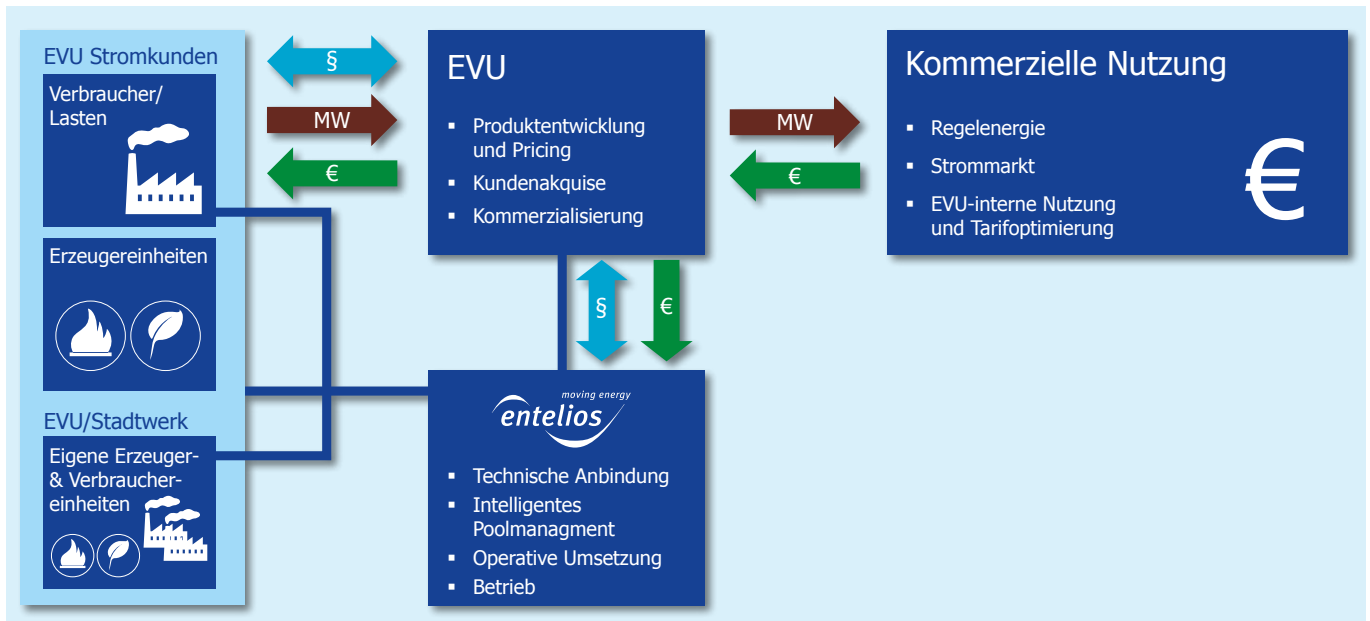 EVU Stromkunden
Verbraucher/
Lasten
Erzeugereinheiten
EVU/Stadtwerk
Eigene Erzeuger-
& Verbraucher-
einheiten
§
MW
€
EVU
▪ Produktentwicklung
und Pricing
▪ Kundenakquise
▪ Kommerzialisierung
§
€
moving energy
entelios
▪ Technische Anbindung
▪ Intelligentes
Poolmanagment
▪ Operative Umsetzung
▪ Betrieb
MW
€
Kommerzielle Nutzung
▪ Regelenergie
▪ Strommarkt
▪ EVU-interne Nutzung
und Tarifoptimierung
€